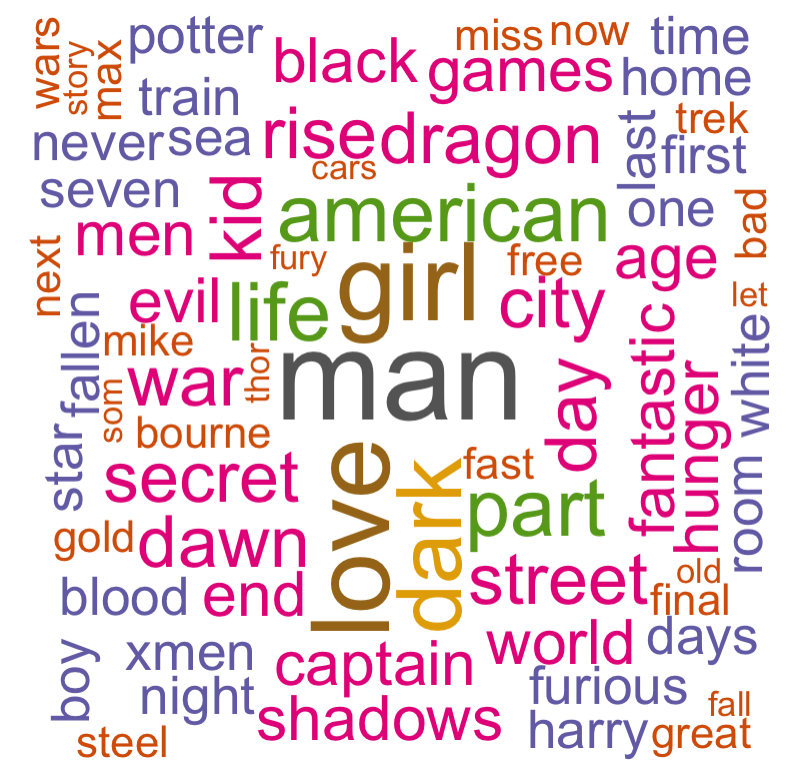 wars
story
max
potter
black
games
miss
now
time
home
train
never
sea
rise
dragon
cars
last
trek
first
seven
kid
american
one
bad
men
next
fury
girl
free
age
evil
life
city
let
fallen
mike
thor
man
day
fantastic
white
war
som
bourne
star
secret
love
dark
fast
part
hunger
room
gold
dawn
street
old
final
blood
end
boy
xmen
captain
world
days
night
shadows
furious
harry
fall
great
steel